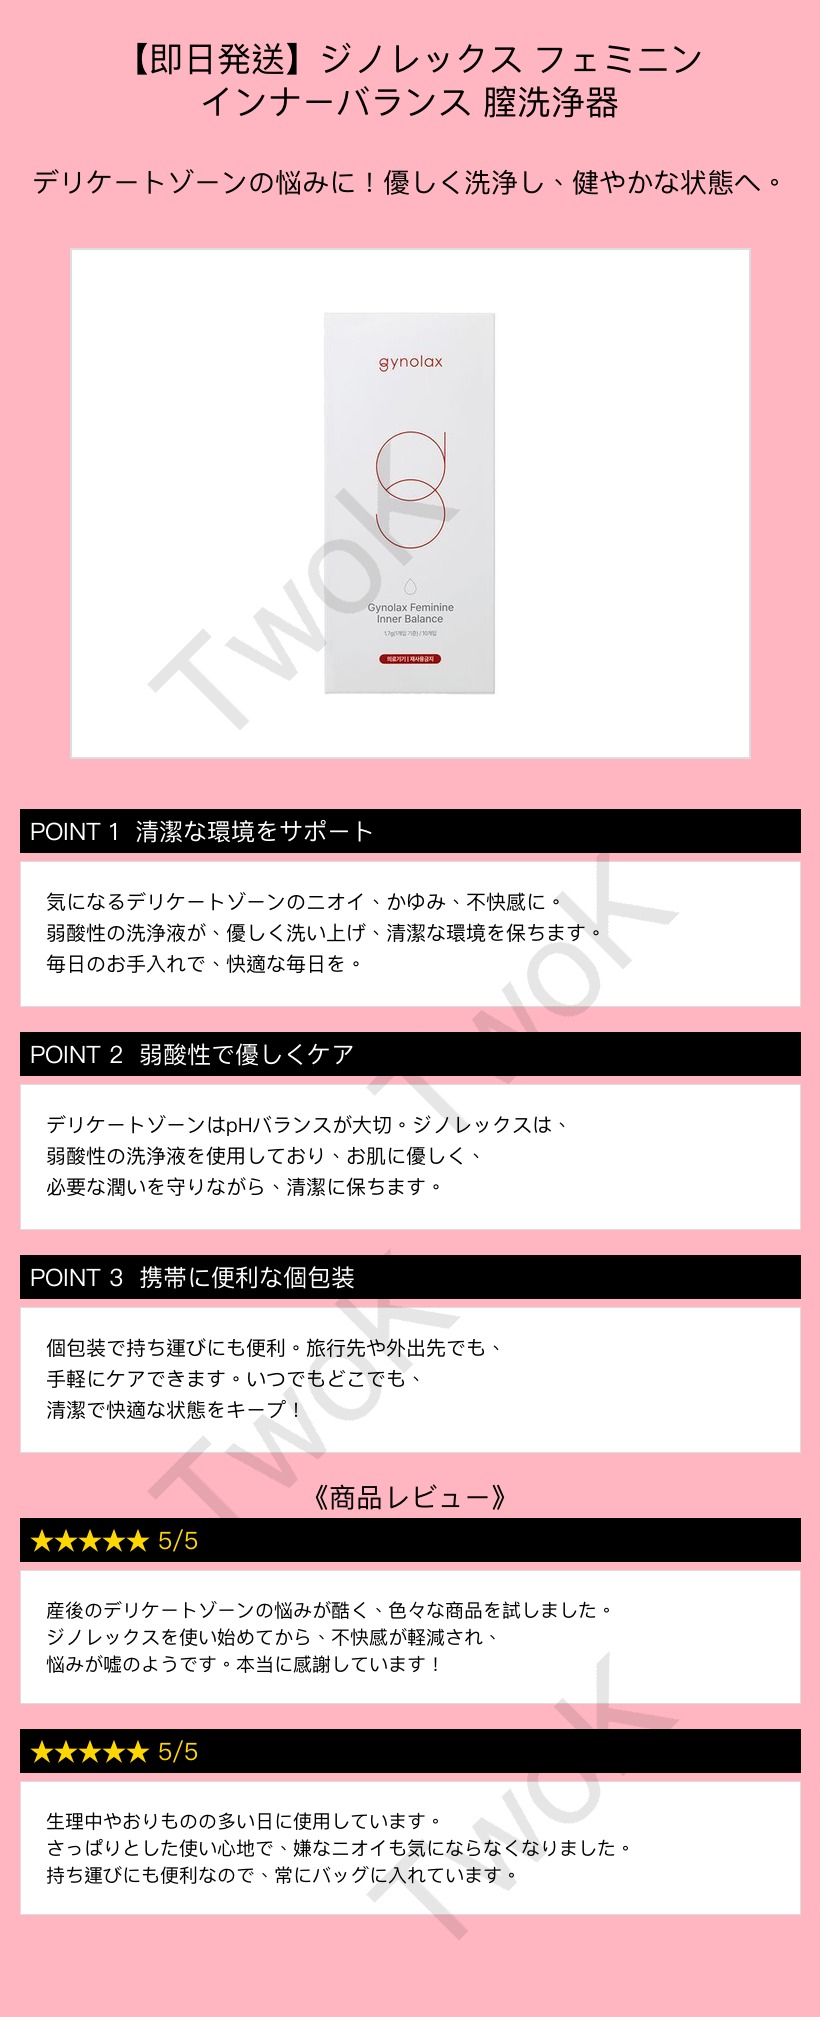 【即日発送】ジノレックス フェミニン
インナーバランス 膣洗浄器
デリケートゾーンの悩みに！優しく洗浄し、健やかな状態へ。
gynolax
Gynolax Feminine
Inner Balance
1.7g(1개입 기준) / 10개입
의료기기 | 재사용금지
TwoK
POINT 1 清潔な環境をサポート
気になるデリケートゾーンのニオイ、かゆみ、不快感に。
弱酸性の洗浄液が、優しく洗い上げ、清潔な環境を保ちます。
毎日のお手入れで、快適な毎日を。
TwoK
POINT 2 弱酸性で優しくケア
デリケートゾーンはpHバランスが大切。ジノレックスは、
弱酸性の洗浄液を使用しており、お肌に優しく、
必要な潤いを守りながら、清潔に保ちます。
POINT 3 携帯に便利な個包装
個包装で持ち運びにも便利。旅行先や外出先でも、
手軽にケアできます。いつでもどこでも、
清潔で快適な状態をキープ！
TwoK
《商品レビュー》
★★★★★ 5/5
産後のデリケートゾーンの悩みが酷く、色々な商品を試しました。
ジノレックスを使い始めてから、不快感が軽減され、
悩みが嘘のようです。本当に感謝しています！
★★★★★ 5/5
生理中やおりものの多い日に使用しています。
さっぱりとした使い心地で、嫌なニオイも気にならなくなりました。
持ち運びにも便利なので、常にバッグに入れています。
TwoK